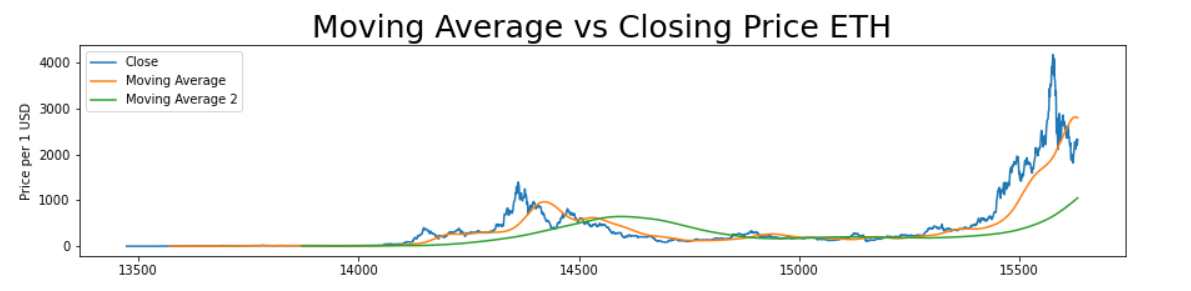 Moving Average vs Closing Price ETH
Close
Moving Average
Moving Average 2
Price per 1 USD
4000
3000
2000
1000
0
13500 14000 14500 15000 15500